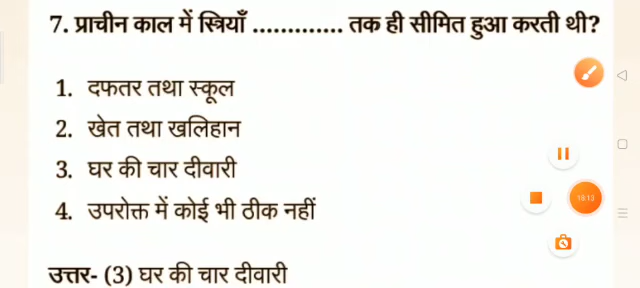 7. प्राचीन काल में स्त्रियाँ ............. तक ही सीमित हुआ करती थी?
1. दफतर तथा स्कूल
2. खेत तथा खलिहान
3. घर की चार दीवारी
4. उपरोक्त में कोई भी ठीक नहीं
उत्तर- (3) घर की चार दीवारी